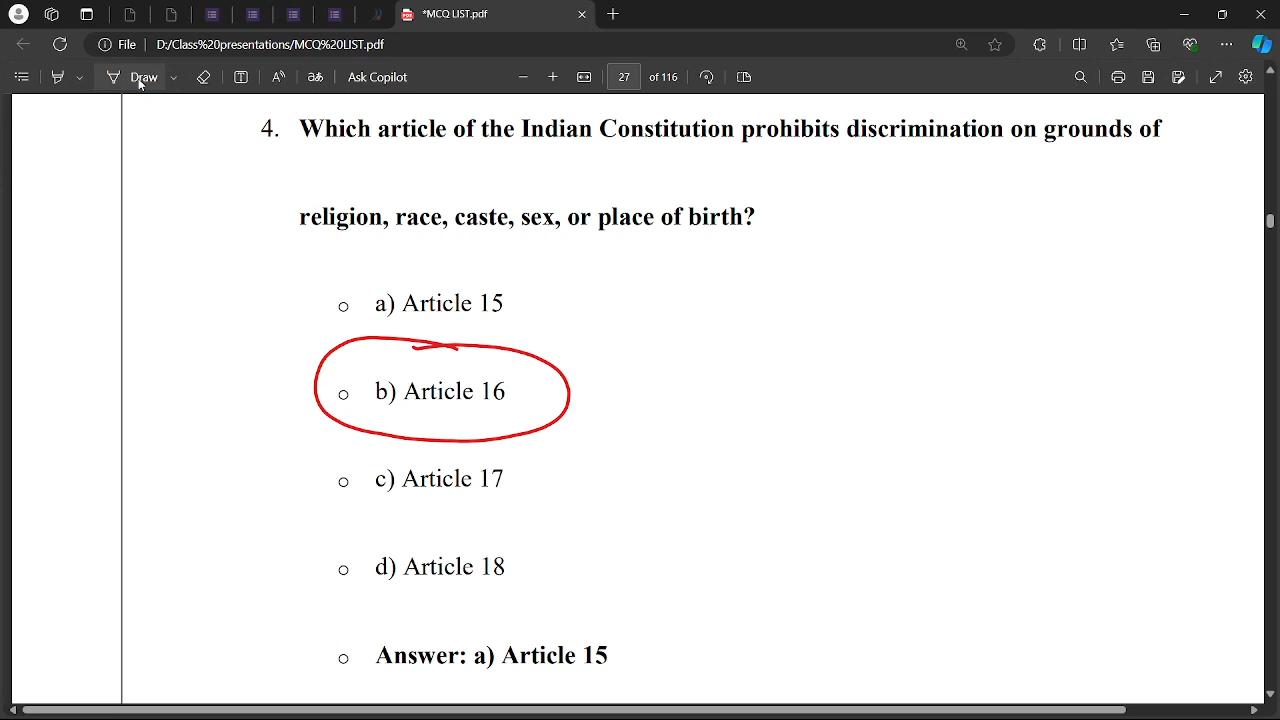 *MCQ LIST.pdf
File D:/Class%20presentations/MCQ%20LIST.pdf
Draw Ask Copilot 27 of 116
4. Which article of the Indian Constitution prohibits discrimination on grounds of
religion, race, caste, sex, or place of birth?
a) Article 15
b) Article 16
c) Article 17
d) Article 18
Answer: a) Article 15